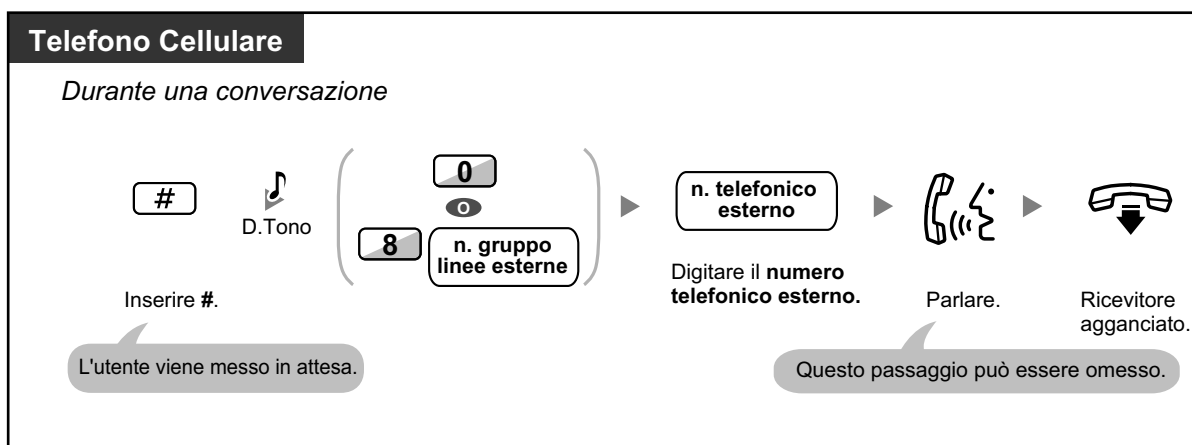 Telefono Cellulare
Durante una conversazione
#
D.Tono
0
o
8
n. gruppo
linee esterne
n. telefonico
esterno
Inserire #.
Digitare il numero
telefonico esterno.
Parlare.
Ricevitore
agganciato.
L'utente viene messo in attesa.
Questo passaggio può essere omesso.